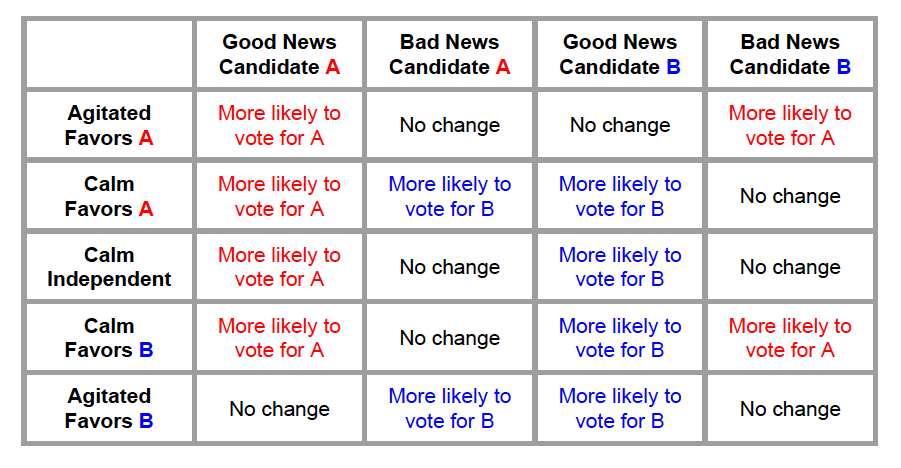 Good News Candidate A
Bad News Candidate A
Good News Candidate B
Bad News Candidate B
Agitated Favors A
More likely to vote for A
No change
No change
More likely to vote for A
Calm Favors A
More likely to vote for A
More likely to vote for B
More likely to vote for B
No change
Calm Independent
More likely to vote for A
No change
More likely to vote for B
No change
Calm Favors B
More likely to vote for A
No change
More likely to vote for B
More likely to vote for A
Agitated Favors B
No change
More likely to vote for B
More likely to vote for B
No change